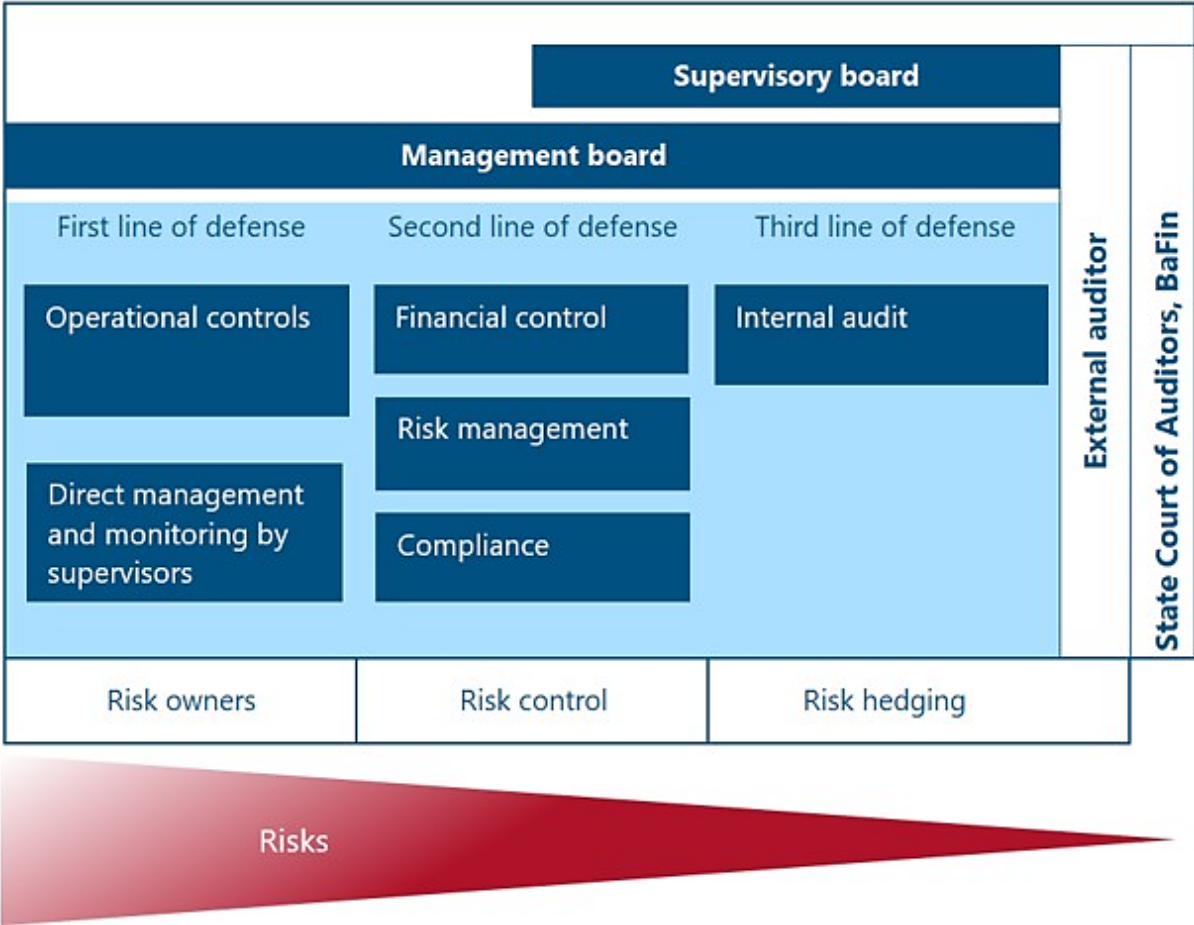 Supervisory board
Management board
First line of defense
Second line of defense
Third line of defense
Operational controls
Direct management
and monitoring by
supervisors
Financial control
Risk management
Compliance
Internal audit
External auditor
State Court of Auditors, BaFin
Risk owners
Risk control
Risk hedging
Risks